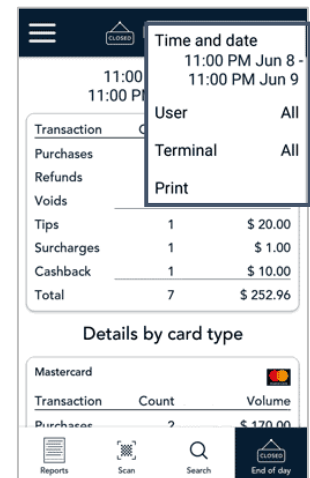 CLOSED
Time and date
11:00 PM Jun 8 -
11:00 PM Jun 9
User All
Terminal All
Print
11:00
11:00 P
Transaction
Purchases
Refunds
Voids
Tips 1 $ 20.00
Surcharges 1 $ 1.00
Cashback 1 $ 10.00
Total 7 $ 252.96
Details by card type
Mastercard
Transaction Count Volume
Purchases 2 $ 170.00
Reports Scan Search CLOSED End of day